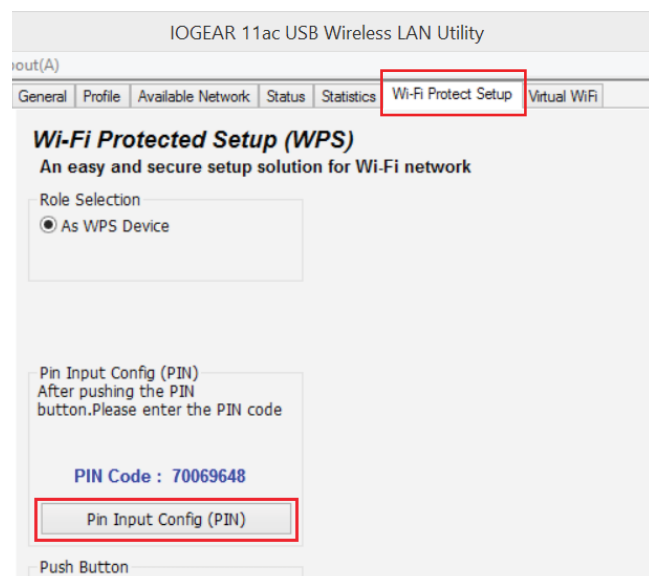 IOGEAR 11ac USB Wireless LAN Utility
out(A)
General Profile Available Network Status Statistics Wi-Fi Protect Setup Virtual WiFi
Wi-Fi Protected Setup (WPS)
An easy and secure setup solution for Wi-Fi network
Role Selection
As WPS Device
Pin Input Config (PIN)
After pushing the PIN
button.Please enter the PIN code
PIN Code : 70069648
Pin Input Config (PIN)
Push Button